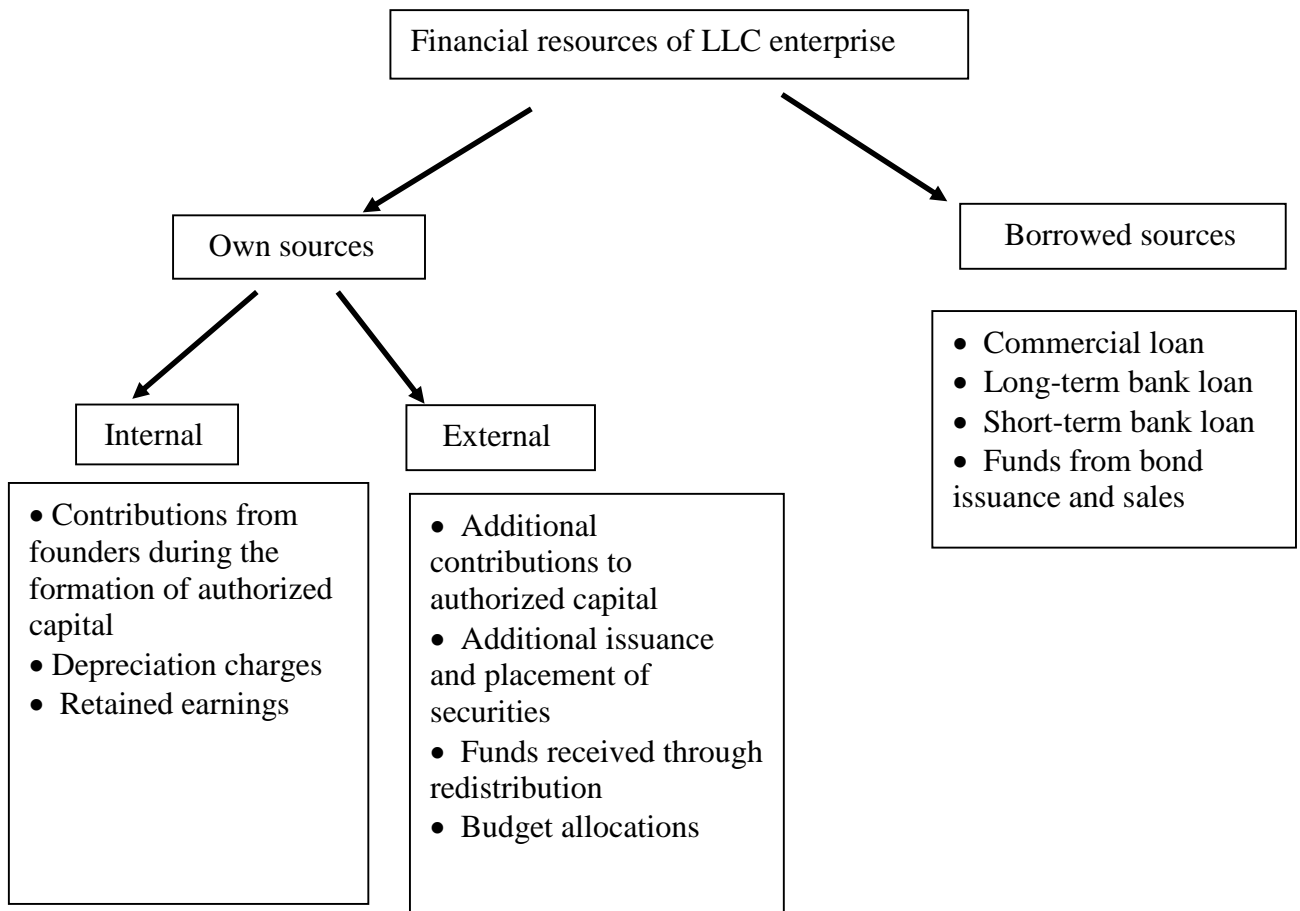 Financial resources of LLC enterprise
Own sources
Borrowed sources
Internal
External
• Contributions from
founders during the
formation of authorized
capital
• Depreciation charges
• Retained earnings
• Additional
contributions to
authorized capital
• Additional issuance
and placement of
securities
• Funds received through
redistribution
• Budget allocations
• Commercial loan
• Long-term bank loan
• Short-term bank loan
• Funds from bond
issuance and sales